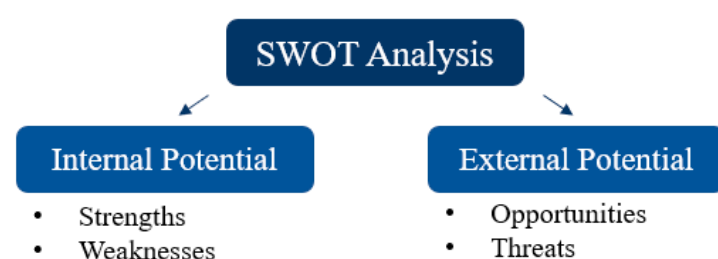 SWOT Analysis
Internal Potential
• Strengths
• Weaknesses
External Potential
• Opportunities
• Threats